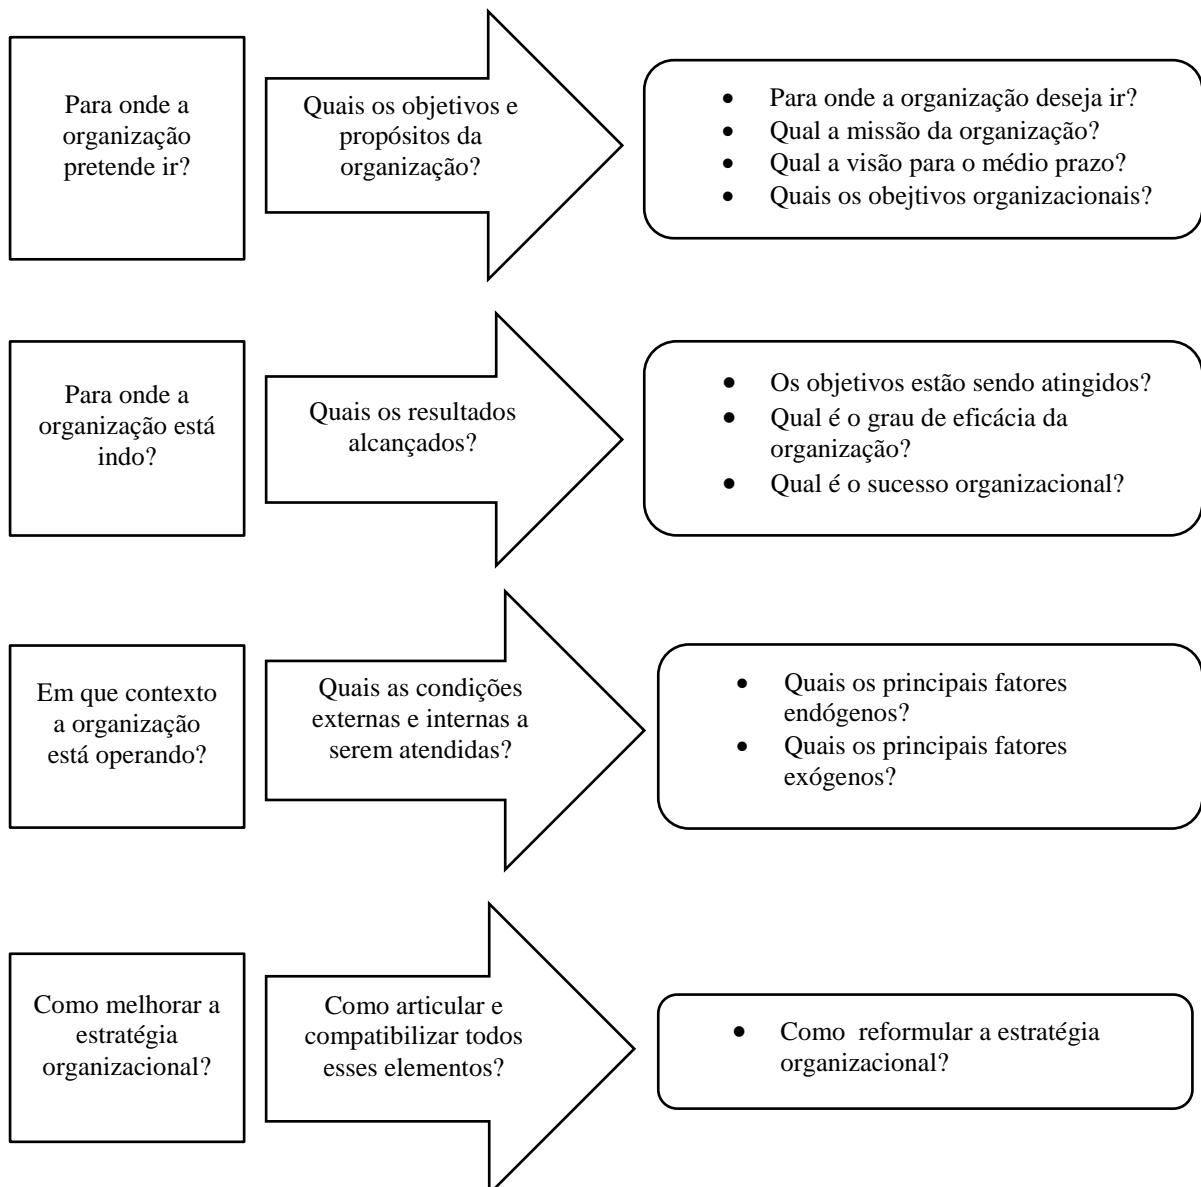 Para onde a
organização
pretende ir?
Quais os objetivos e
propósitos da
organização?
• Para onde a organização deseja ir?
• Qual a missão da organização?
• Qual a visão para o médio prazo?
• Quais os obejtivos organizacionais?
Para onde a
organização está
indo?
Quais os resultados
alcançados?
• Os objetivos estão sendo atingidos?
• Qual é o grau de eficácia da
organização?
• Qual é o sucesso organizacional?
Em que contexto
a organização
está operando?
Quais as condições
externas e internas a
serem atendidas?
• Quais os principais fatores
endógenos?
• Quais os principais fatores
exógenos?
Como melhorar a
estratégia
organizacional?
Como articular e
compatibilizar todos
esses elementos?
• Como reformular a estratégia
organizacional?